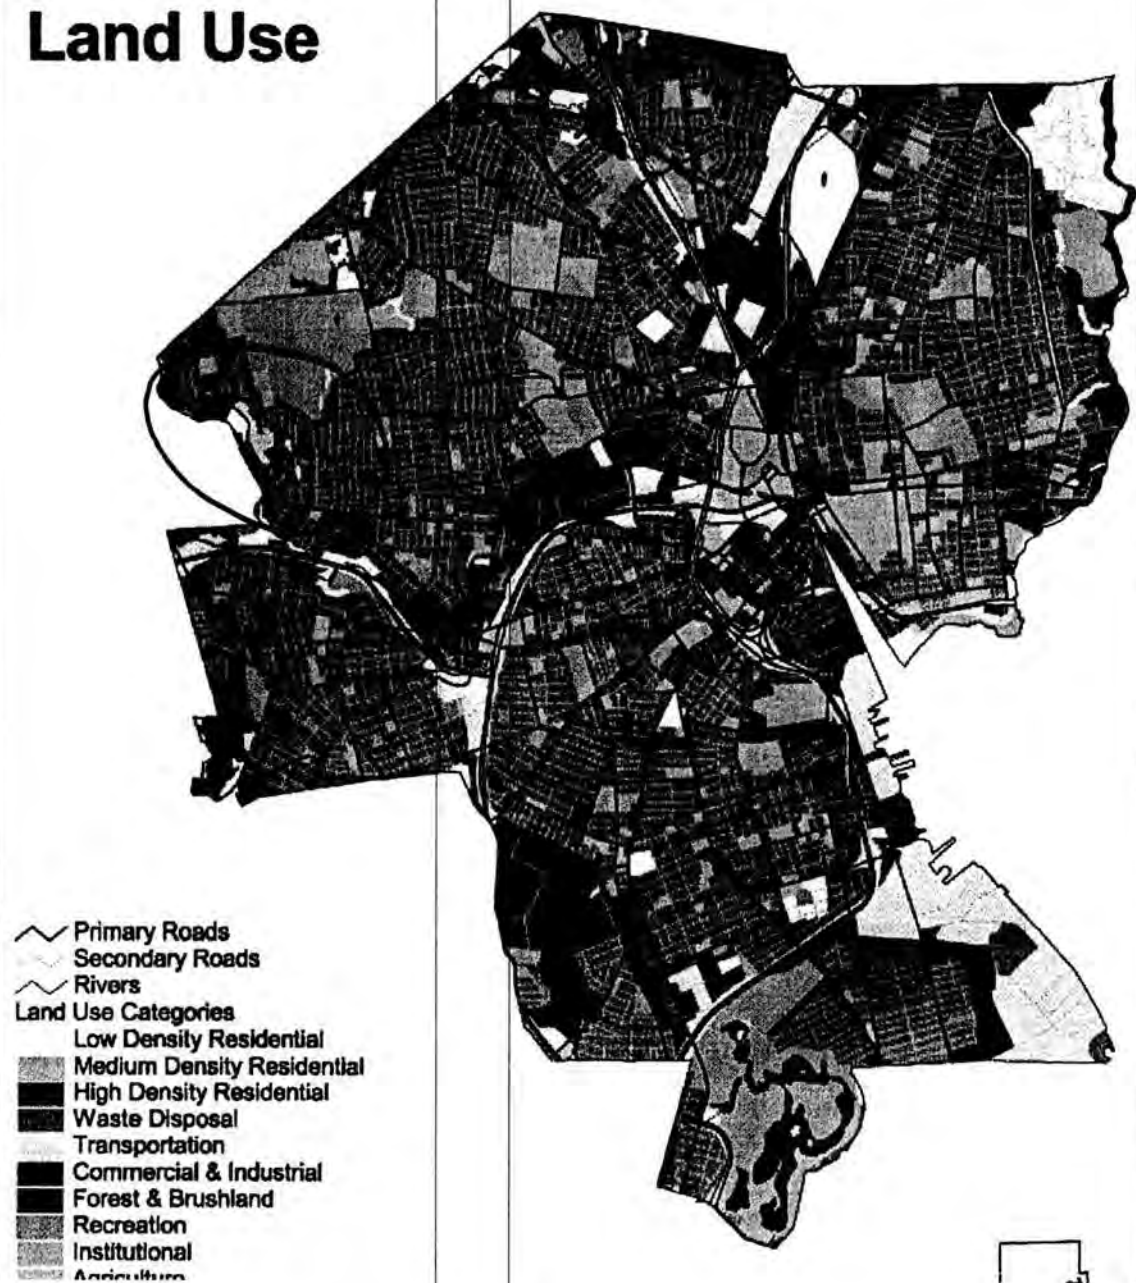 Land Use
Primary Roads
Secondary Roads
Rivers
Land Use Categories
Low Density Residential
Medium Density Residential
High Density Residential
Waste Disposal
Transportation
Commercial & Industrial
Forest & Brushland
Recreation
Institutional
Agriculture